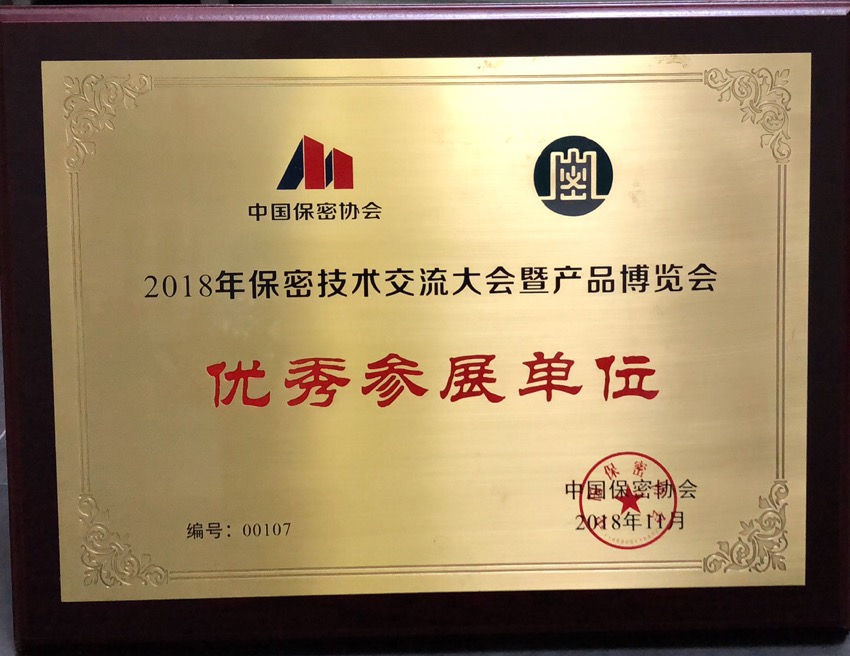 中国保密协会
密
2018年保密技术交流大会暨产品博览会
优秀参展单位
中国保密协会
2018年11月
编号：00107